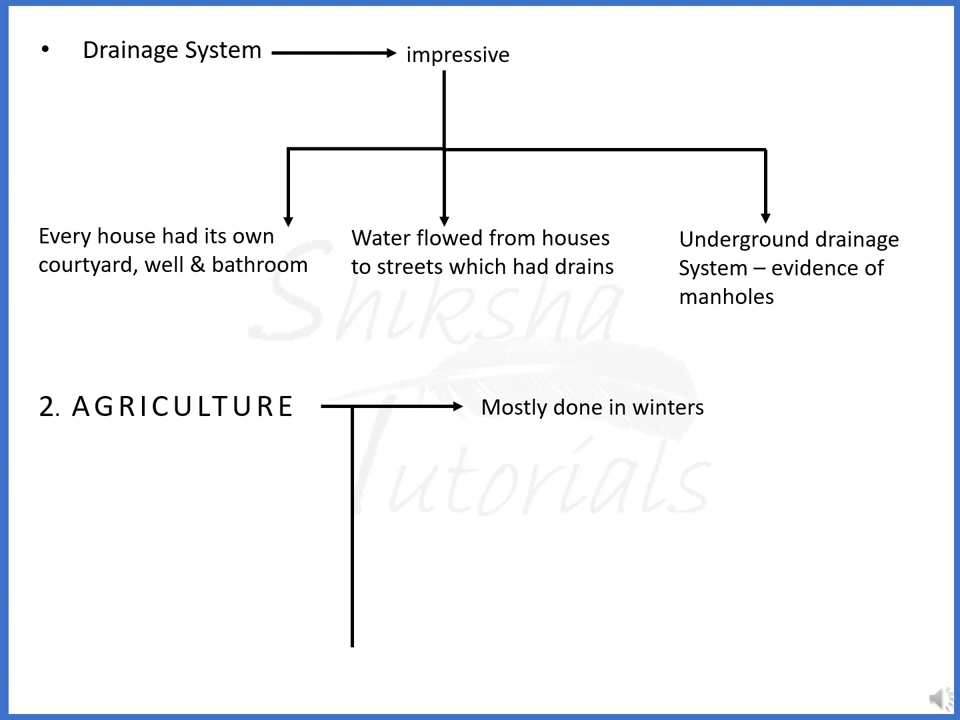 • Drainage System
impressive
Every house had its own
courtyard, well & bathroom
Water flowed from houses
to streets which had drains
Underground drainage
System – evidence of
manholes
2. AGRICULTURE
Mostly done in winters
Shiksha
Tutorials